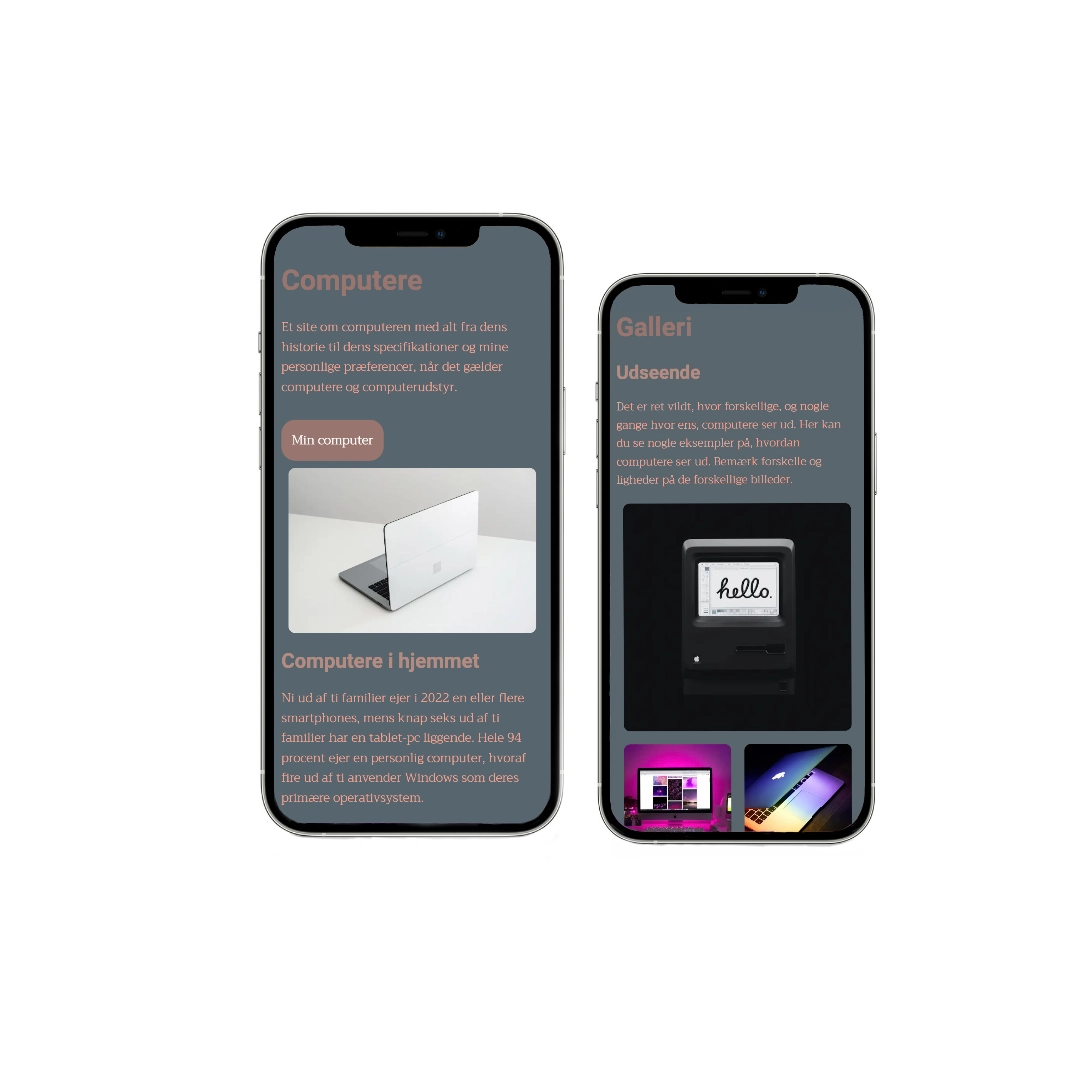 Computere
Et site om computeren med alt fra dens
historie til dens specifikationer og mine
personlige præferencer, når det gælder
computere og computerudstyr.
Min computer
Computere i hjemmet
Ni ud af ti familier ejer i 2022 en eller flere
smartphones, mens knap seks ud af ti
familier har en tablet-pc liggende. Hele 94
procent ejer en personlig computer, hvoraf
fire ud af ti anvender Windows som deres
primære operativsystem.
Galleri
Udseende
Det er ret vildt, hvor forskellige, og nogle
gange hvor ens, computere ser ud. Her kan
du se nogle eksempler på, hvordan
computere ser ud. Bemærk forskelle og
ligheder på de forskellige billeder.
hello.